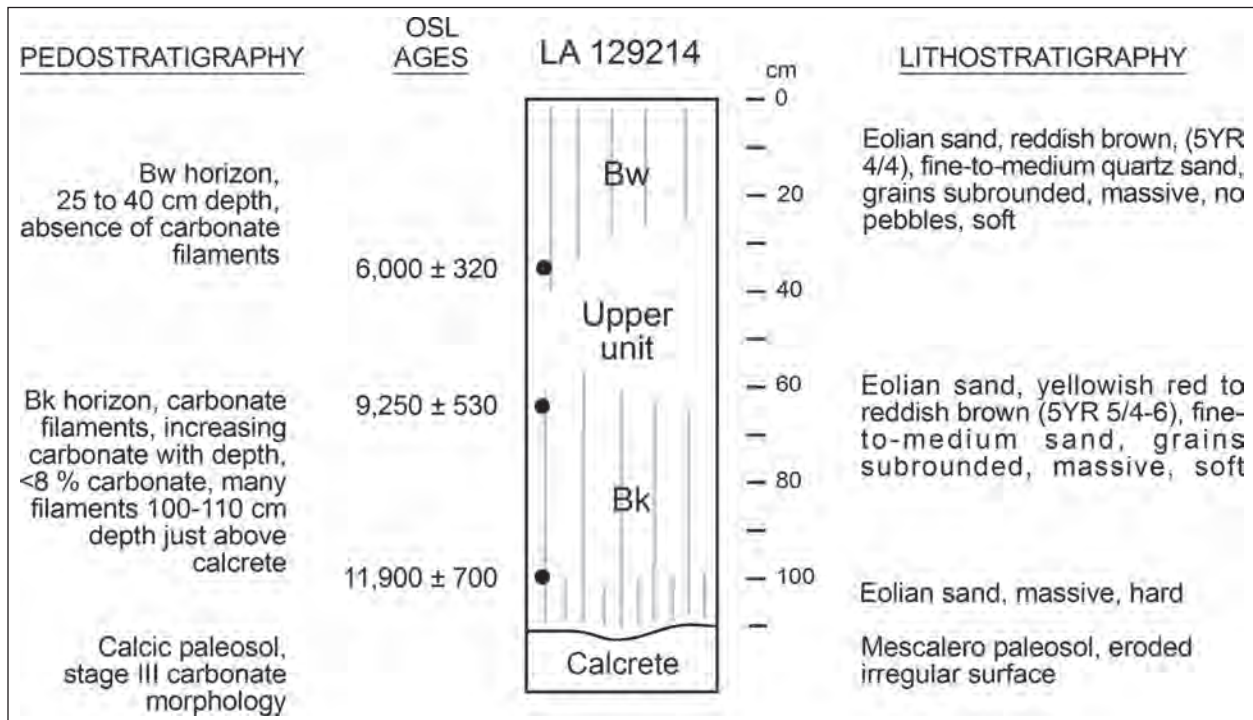 PEDOSTRATIGRAPHY
OSL
AGES
LA 129214
LITHOSTRATIGRAPHY
cm
0
20
40
60
80
100
Bw horizon,
25 to 40 cm depth,
absence of carbonate
filaments
Bk horizon, carbonate
filaments, increasing
carbonate with depth,
<8 % carbonate, many
filaments 100-110 cm
depth just above
calcrete
Calcic paleosol,
stage III carbonate
morphology
6,000 ± 320
9,250 ± 530
11,900 ± 700
Bw
Upper
unit
Bk
Calcrete
Eolian sand, reddish brown, (5YR
4/4), fine-to-medium quartz sand,
grains subrounded, massive, no
pebbles, soft
Eolian sand, yellowish red to
reddish brown (5YR 5/4-6), fine-
to-medium sand, grains
subrounded, massive, soft
Eolian sand, massive, hard
Mescalero paleosol, eroded
irregular surface